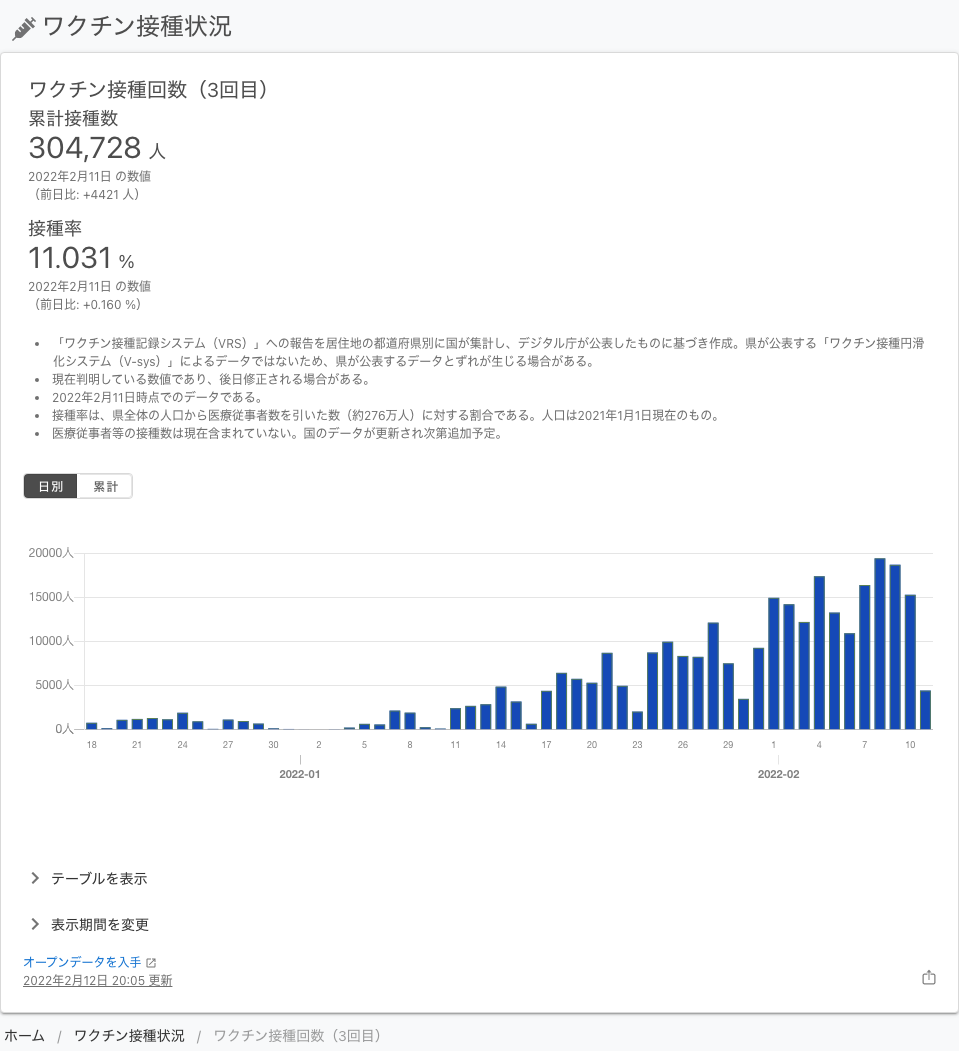 ワクチン接種状況
ワクチン接種回数（3回目）
累計接種数
304,728 人
2022年2月11日 の数値
（前日比: +4421 人）
接種率
11.031 %
2022年2月11日 の数値
（前日比: +0.160 %）
• 「ワクチン接種記録システム（VRS）」への報告を居住地の都道府県別に国が集計し、デジタル庁が公表したものに基づき作成。県が公表する「ワクチン接種円滑
化システム（V-sys）」によるデータではないため、県が公表するデータとずれが生じる場合がある。
• 現在判明している数値であり、後日修正される場合がある。
• 2022年2月11日時点でのデータである。
• 接種率は、県全体の人口から医療従事者数を引いた数（約276万人）に対する割合である。人口は2021年1月1日現在のもの。
• 医療従事者等の接種数は現在含まれていない。国のデータが更新され次第追加予定。
日別 累計
20000人
15000人
10000人
5000人
0人
18 21 24 27 30 2 5 8 11 14 17 20 23 26 29 1 4 7 10
2022-01 2022-02
テーブルを表示
表示期間を変更
オープンデータを入手
2022年2月12日 20:05 更新
ホーム / ワクチン接種状況 / ワクチン接種回数（3回目）